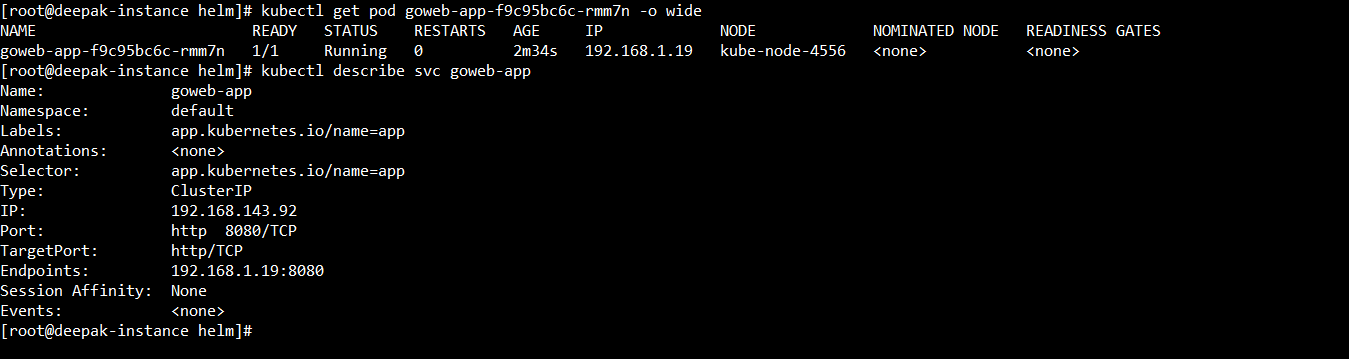 [root@deepak-instance helm]# kubectl get pod goweb-app-f9c95bc6c-rmm7n -o wide
NAME                        READY   STATUS    RESTARTS   AGE     IP             NODE             NOMINATED NODE   READINESS GATES
goweb-app-f9c95bc6c-rmm7n   1/1     Running   0          2m34s   192.168.1.19   kube-node-4556   <none>           <none>
[root@deepak-instance helm]# kubectl describe svc goweb-app
Name:              goweb-app
Namespace:         default
Labels:            app.kubernetes.io/name=app
Annotations:       <none>
Selector:          app.kubernetes.io/name=app
Type:              ClusterIP
IP:                192.168.143.92
Port:              http  8080/TCP
TargetPort:        http/TCP
Endpoints:         192.168.1.19:8080
Session Affinity:  None
Events:            <none>
[root@deepak-instance helm]#